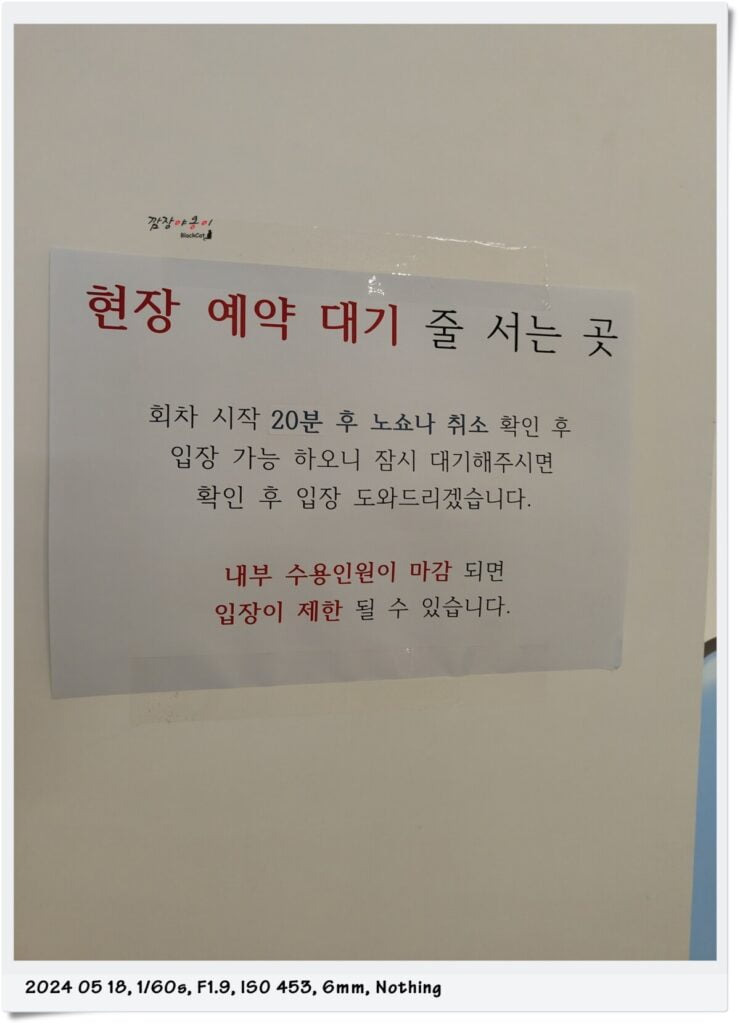 깜장야옹이
BlackCat
현장 예약 대기 줄 서는 곳
회차 시작 20분 후 노쇼나 취소 확인 후
입장 가능 하오니 잠시 대기해주시면
확인 후 입장 도와드리겠습니다.
내부 수용인원이 마감 되면
입장이 제한 될 수 있습니다.
2024 05 18, 1/60s, F1.9, ISO 453, 6mm, Nothing